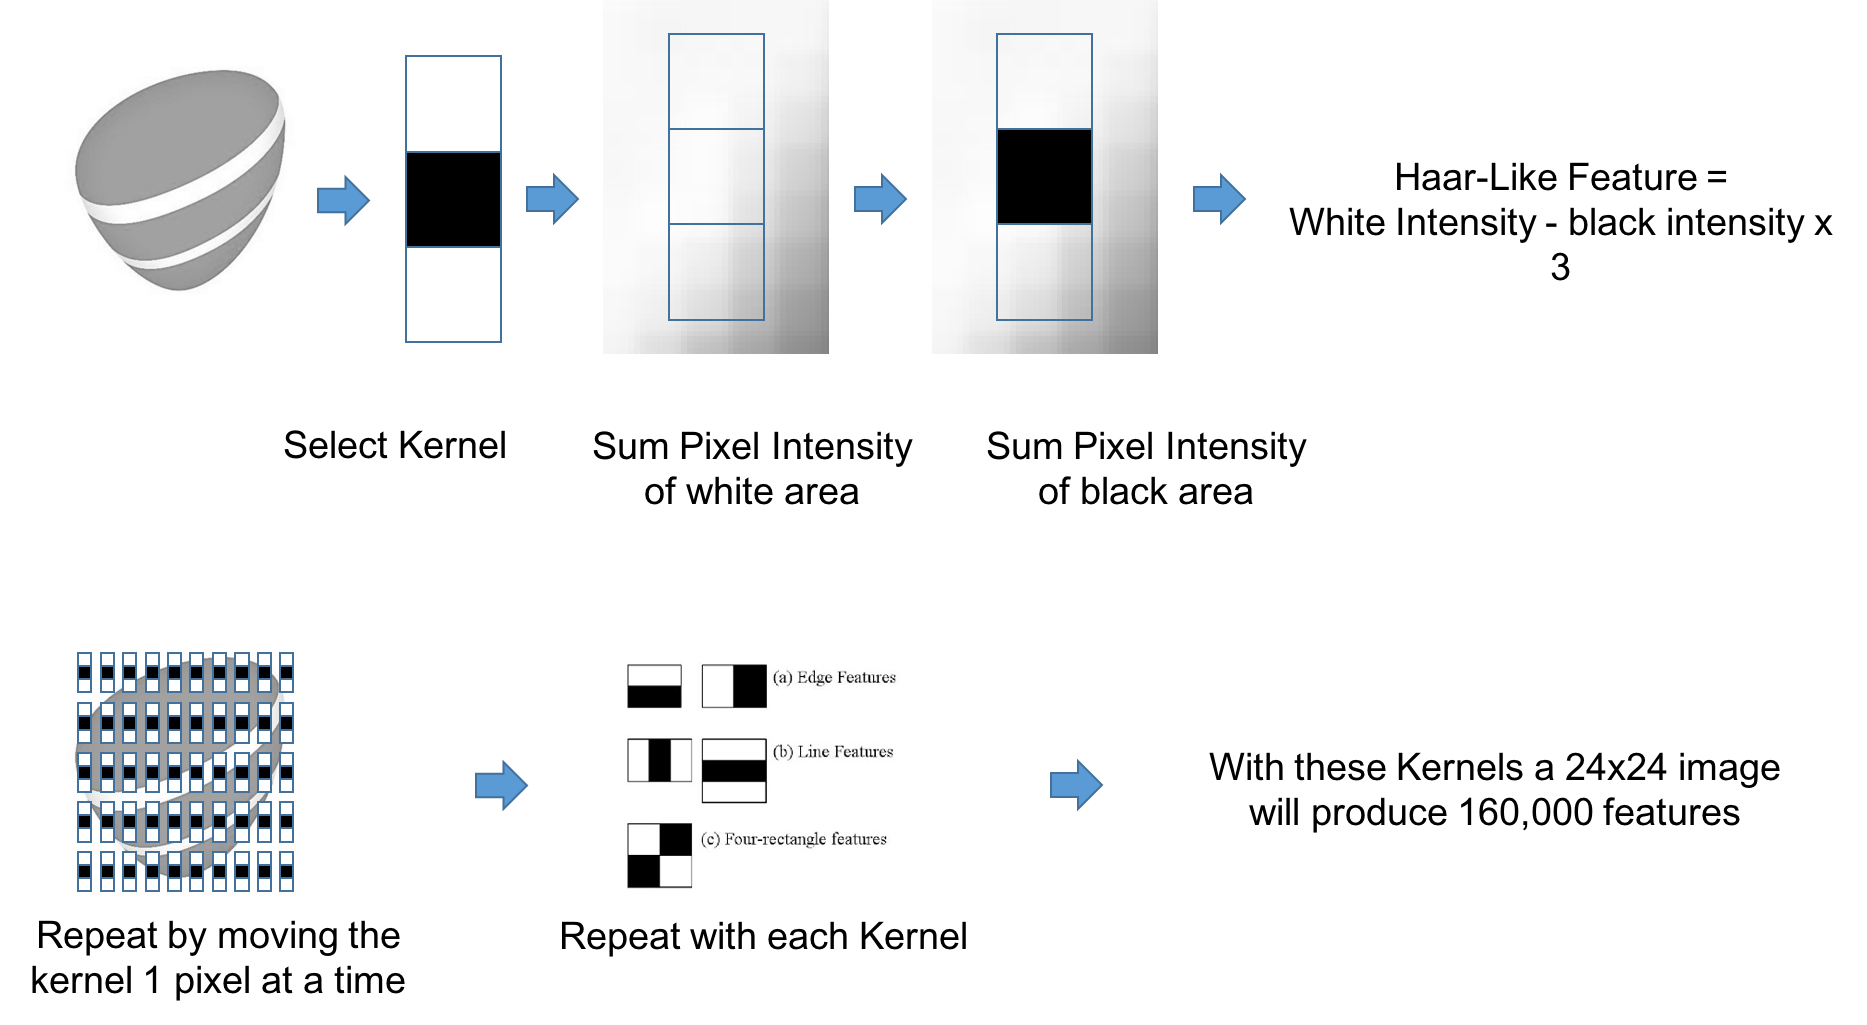 Haar-Like Feature =
White Intensity - black intensity x
3
Select Kernel
Sum Pixel Intensity
of white area
Sum Pixel Intensity
of black area
(a) Edge Features
(b) Line Features
(c) Four-rectangle features
With these Kernels a 24x24 image
will produce 160,000 features
Repeat by moving the
kernel 1 pixel at a time
Repeat with each Kernel